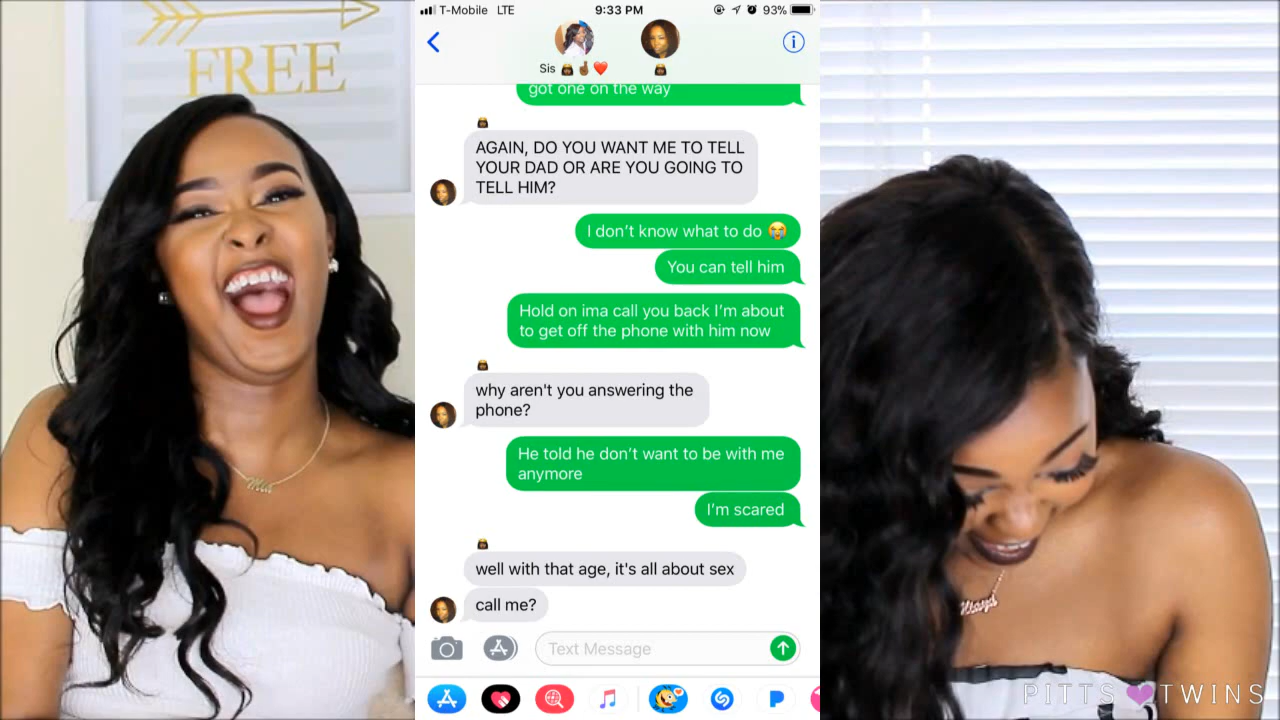 FREE
T-Mobile LTE
9:33 PM
93%
Sis
got one on the way
AGAIN, DO YOU WANT ME TO TELL
YOUR DAD OR ARE YOU GOING TO
TELL HIM?
I don’t know what to do 😭
You can tell him
Hold on ima call you back I’m about
to get off the phone with him now
why aren't you answering the
phone?
He told he don’t want to be with me
anymore
I’m scared
well with that age, it's all about sex
call me?
Text Message
PITTS💜TWINS